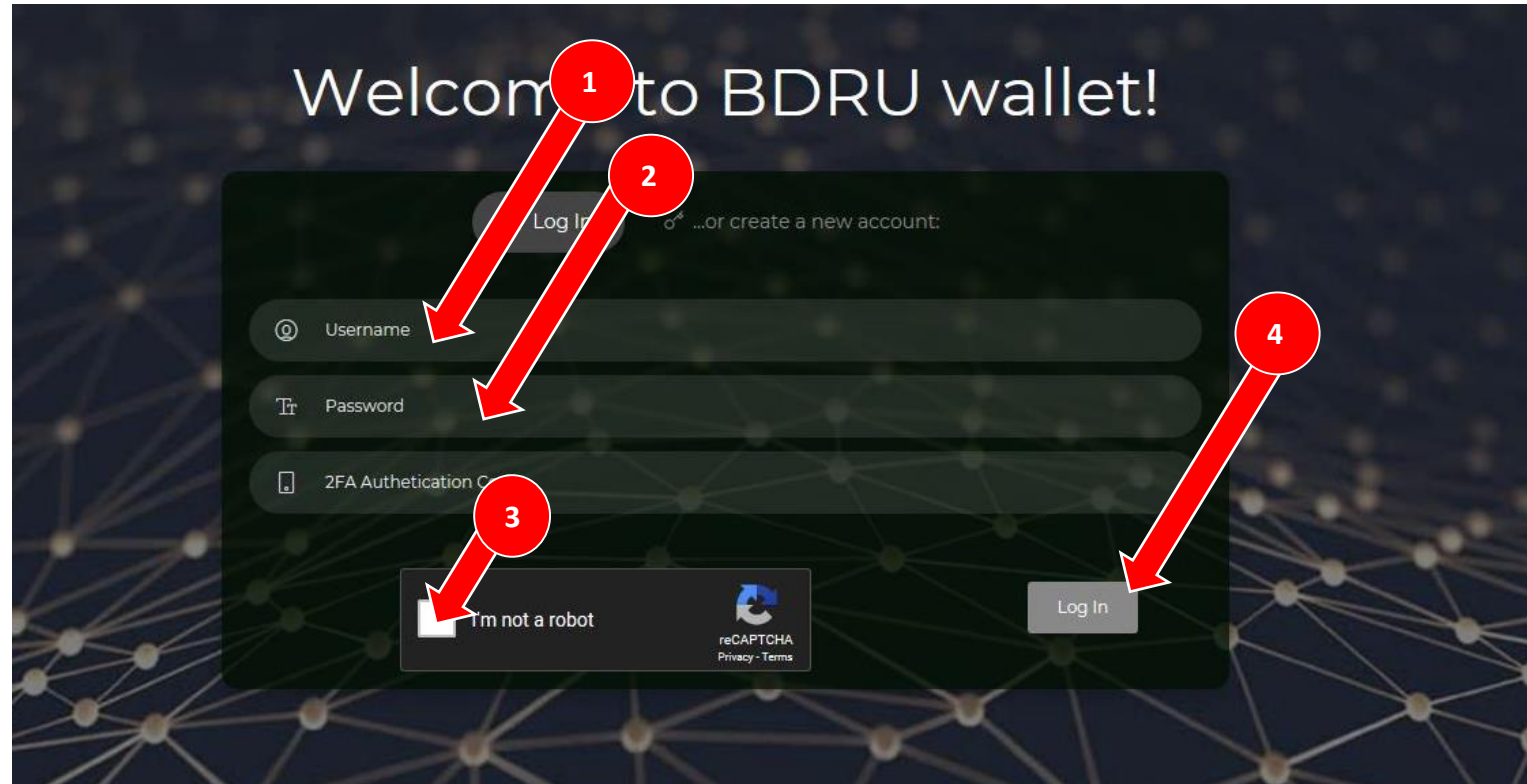 Welcom to BDRU wallet!
1
2
Log In
...or create a new account:
Username
4
Password
2FA Authetication
3
I'm not a robot
reCAPTCHA
Privacy - Terms
Log In